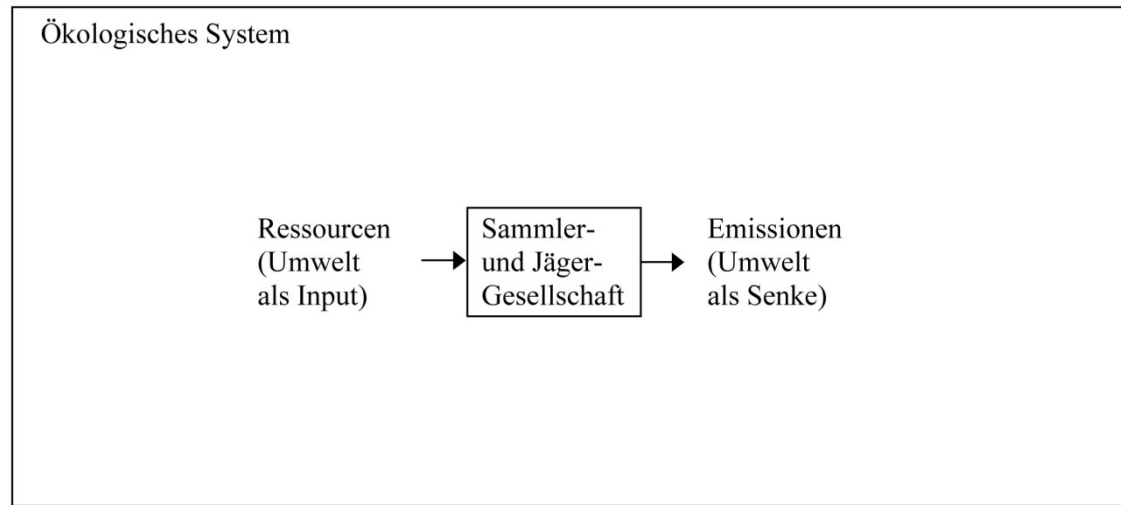 Ökologisches System
Ressourcen
(Umwelt
als Input)
Sammler-
und Jäger-
Gesellschaft
Emissionen
(Umwelt
als Senke)